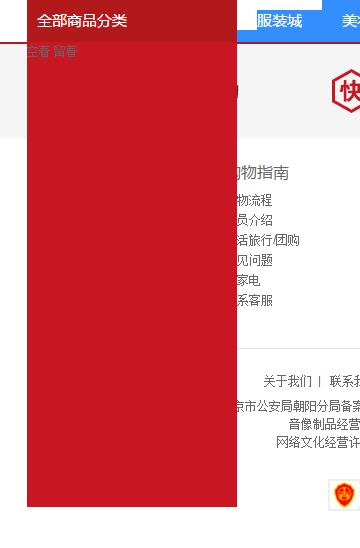 全部商品分类
服装城
美
空着 留着
快
购物指南
物流程
员介绍
活旅行/团购
见问题
家电
系客服
关于我们 | 联系我
京市公安局朝阳分局备案
音像制品经营
网络文化经营许